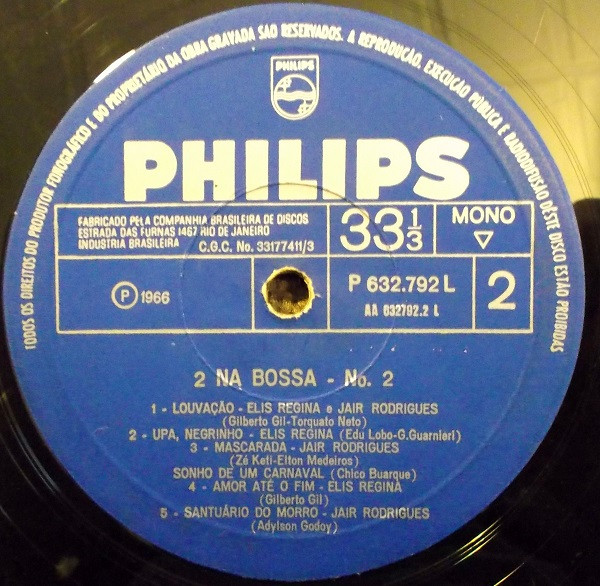 TODOS OS DIREITOS DO PRODUTOR FONOGRÁFICO E DO PROPRIETÁRIO DA OBRA GRAVADA SÃO RESERVADOS. A REPRODUÇÃO, EXECUÇÃO PÚBLICA E RADIODIFUSÃO DÊSTE DISCO ESTÃO PROIBIDAS
PHILIPS
PHILIPS
FABRICADO PELA COMPANHIA BRASILEIRA DE DISCOS
ESTRADA DAS FURNAS 1467 RIO DE JANEIRO
INDUSTRIA BRASILEIRA C.G.C. No. 33177411/3
33 1/3
MONO
▽
Ⓟ 1966
P 632.792 L
AA 632792.2 L
2
2 NA BOSSA - No. 2
1 - LOUVAÇÃO - ELIS REGINA e JAIR RODRIGUES
(Gilberto Gil-Torquato Neto)
2 - UPA, NEGRINHO - ELIS REGINA (Edu Lobo-G.Guarnieri)
3 - MASCARADA - JAIR RODRIGUES
(Zé Keti-Elton Medeiros)
SONHO DE UM CARNAVAL (Chico Buarque)
4 - AMOR ATÉ O FIM - ELIS REGINA
(Gilberto Gil)
5 - SANTUÁRIO DO MORRO - JAIR RODRIGUES
(Adylson Godoy)